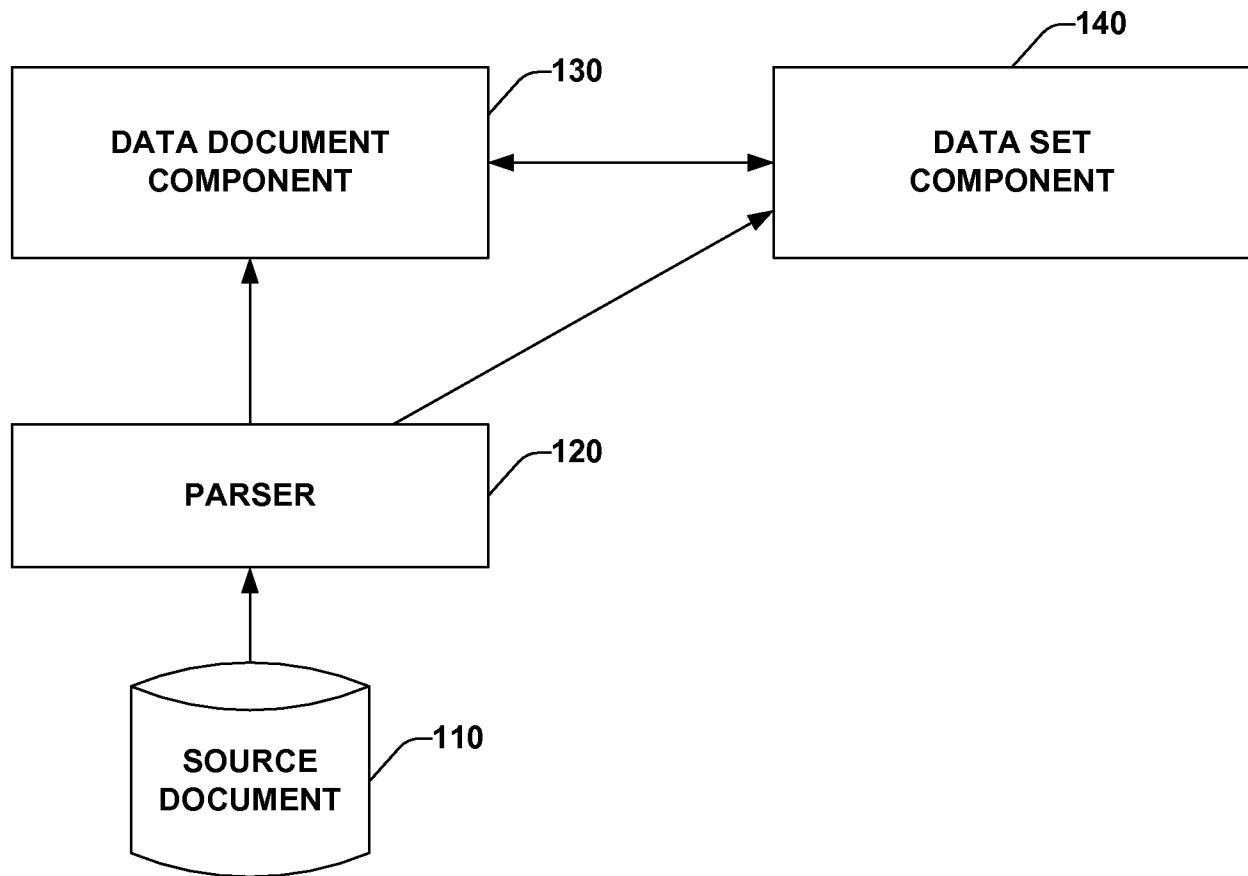 140
130
DATA DOCUMENT
COMPONENT
DATA SET
COMPONENT
120
PARSER
110
SOURCE
DOCUMENT